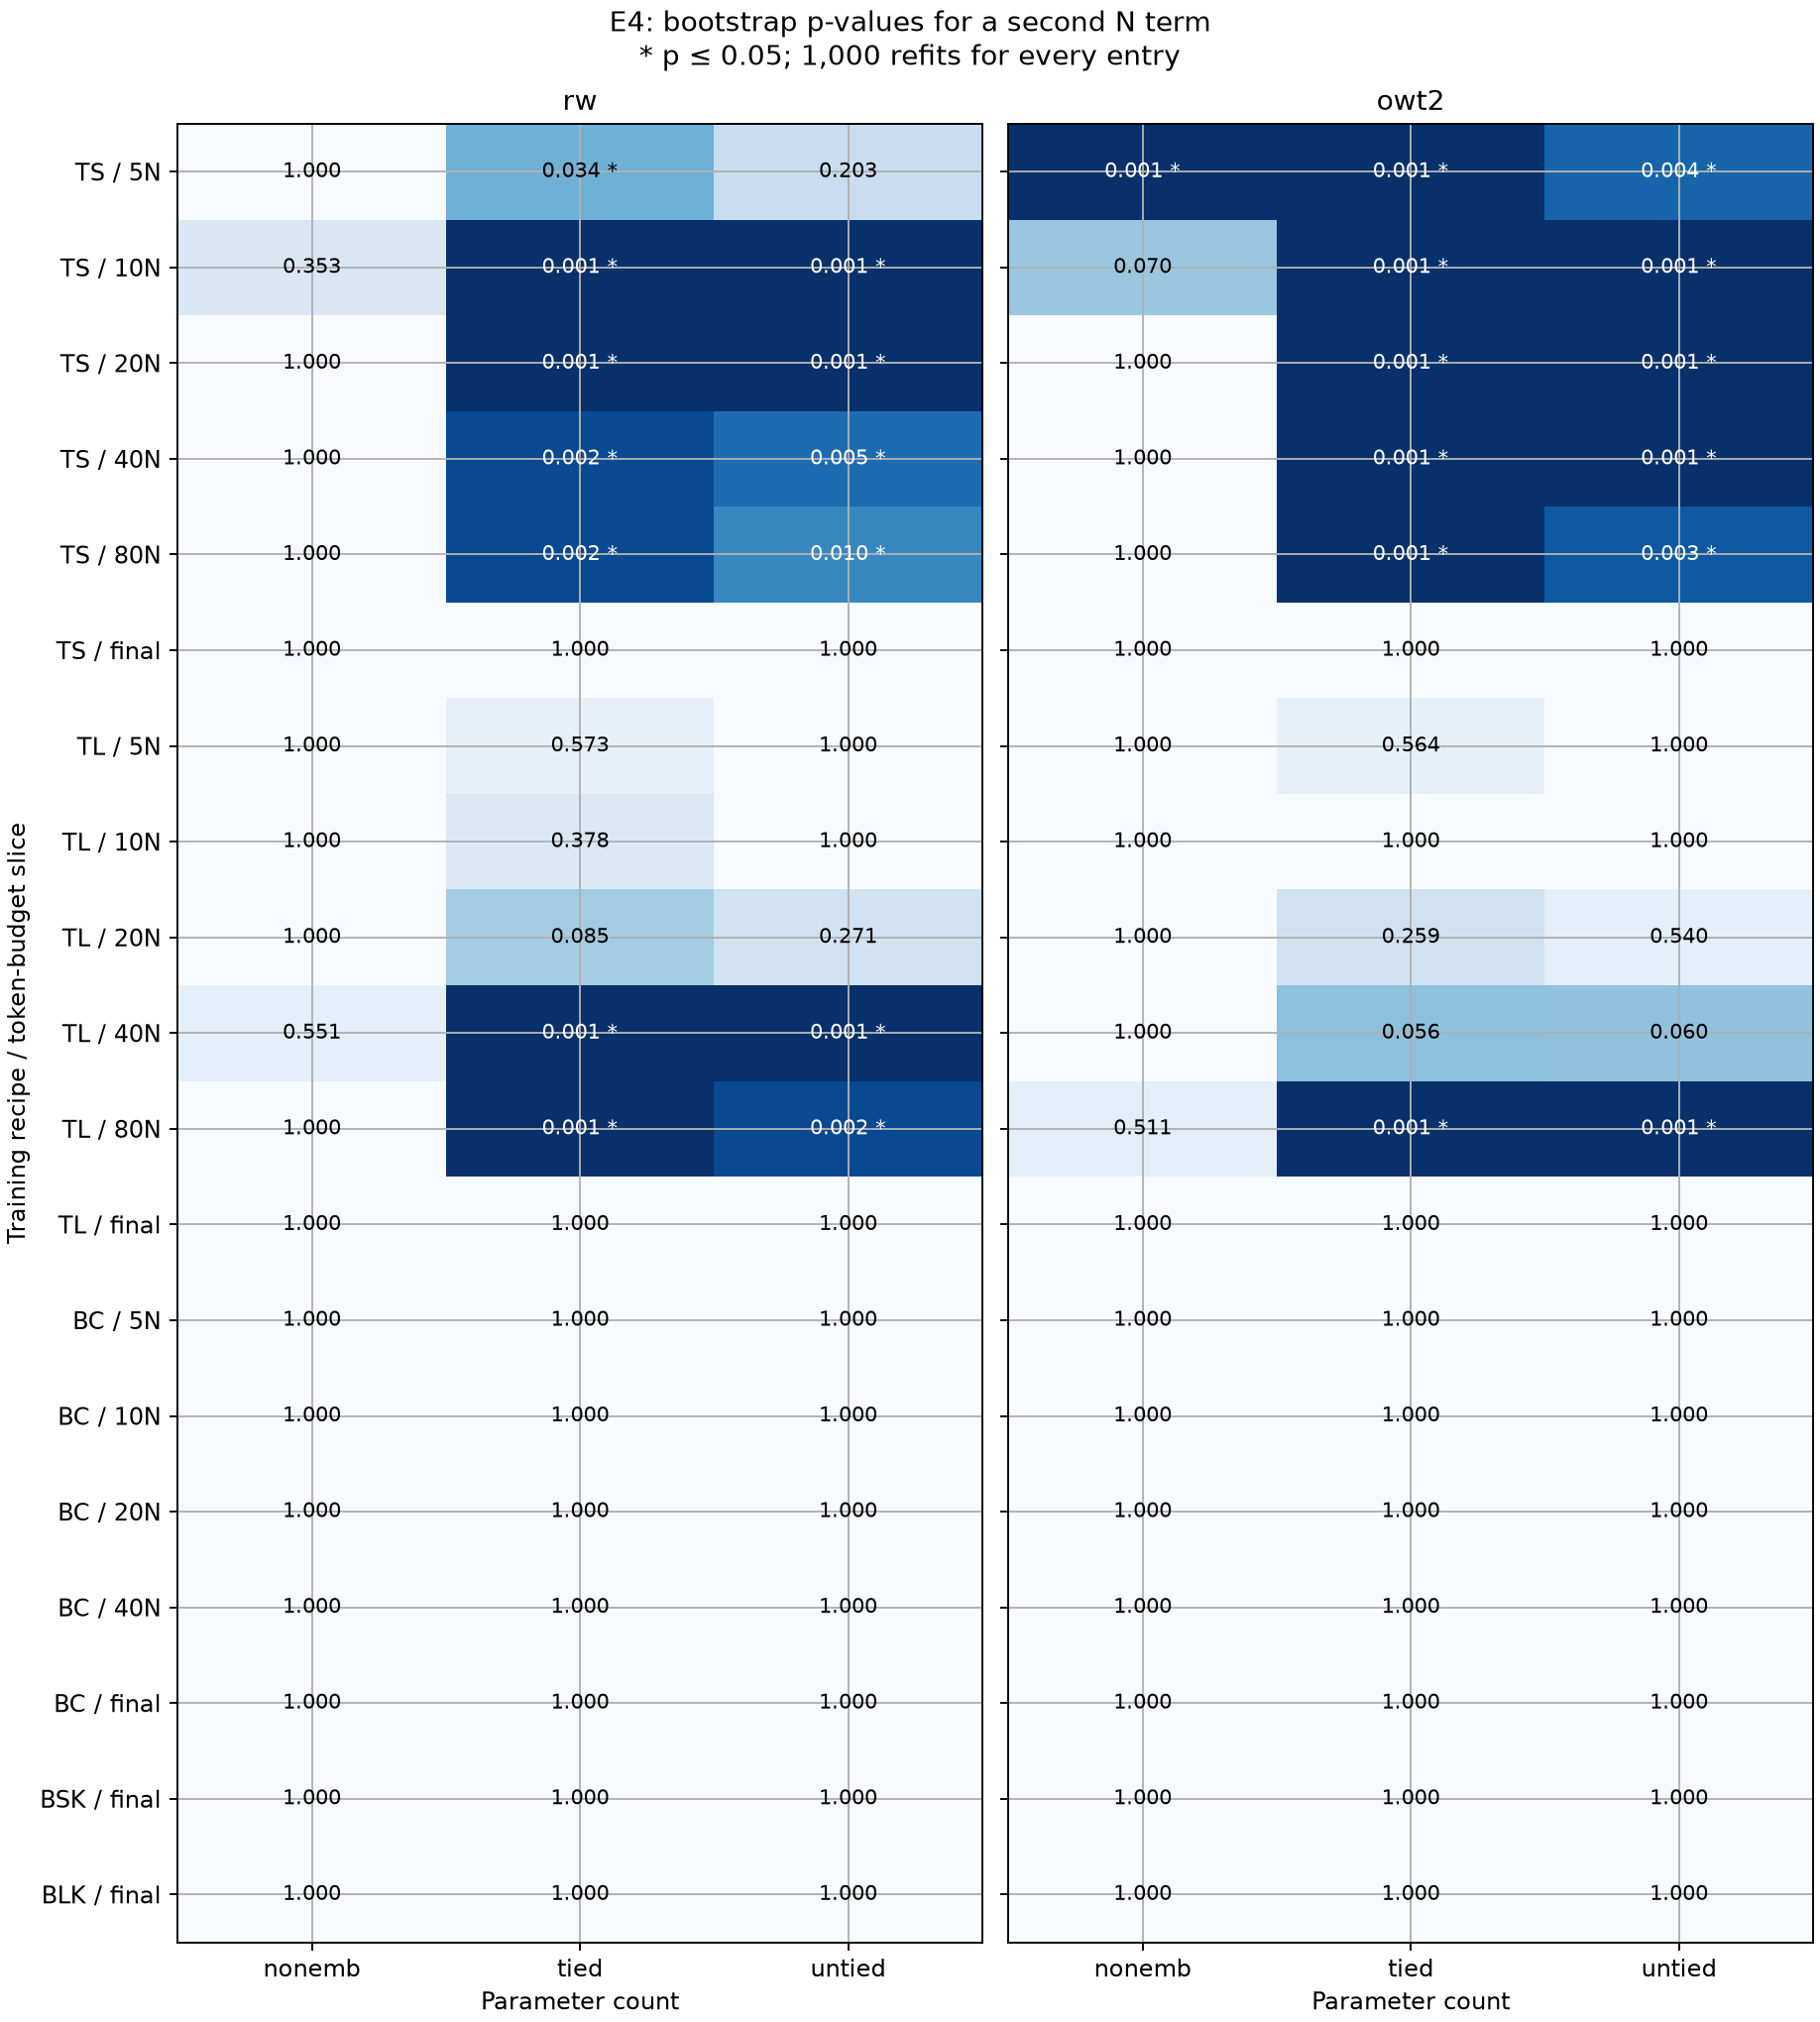 E4: bootstrap p-values for a second N term
* p ≤ 0.05; 1,000 refits for every entry
rw owt2
TS / 5N 1.000 0.034 * 0.203 0.001 * 0.001 * 0.004 *
TS / 10N 0.353 0.001 * 0.001 * 0.070 0.001 * 0.001 *
TS / 20N 1.000 0.001 * 0.001 * 1.000 0.001 * 0.001 *
TS / 40N 1.000 0.002 * 0.005 * 1.000 0.001 * 0.001 *
TS / 80N 1.000 0.002 * 0.010 * 1.000 0.001 * 0.003 *
TS / final 1.000 1.000 1.000 1.000 1.000 1.000
TL / 5N 1.000 0.573 1.000 1.000 0.564 1.000
TL / 10N 1.000 0.378 1.000 1.000 1.000 1.000
TL / 20N 1.000 0.085 0.271 1.000 0.259 0.540
TL / 40N 0.551 0.001 * 0.001 * 1.000 0.056 0.060
TL / 80N 1.000 0.001 * 0.002 * 0.511 0.001 * 0.001 *
TL / final 1.000 1.000 1.000 1.000 1.000 1.000
BC / 5N 1.000 1.000 1.000 1.000 1.000 1.000
BC / 10N 1.000 1.000 1.000 1.000 1.000 1.000
BC / 20N 1.000 1.000 1.000 1.000 1.000 1.000
BC / 40N 1.000 1.000 1.000 1.000 1.000 1.000
BC / final 1.000 1.000 1.000 1.000 1.000 1.000
BSK / final 1.000 1.000 1.000 1.000 1.000 1.000
BLK / final 1.000 1.000 1.000 1.000 1.000 1.000
nonemb tied untied nonemb tied untied
Parameter count Parameter count
Training recipe / token-budget slice